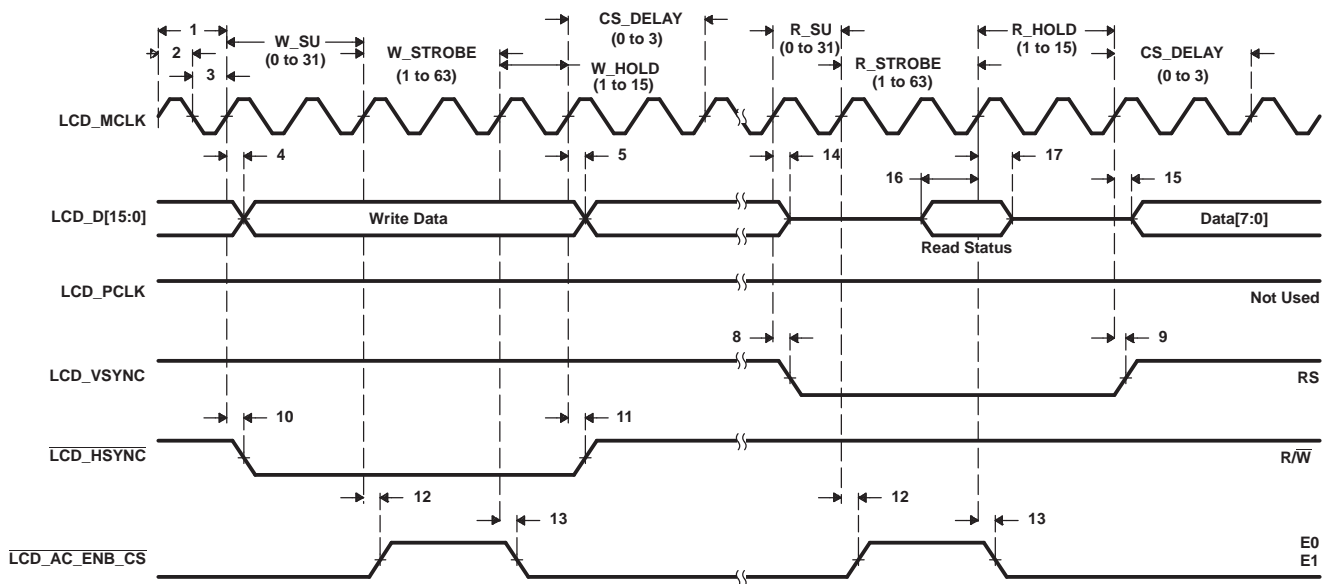 1
2
3
W_SU
(0 to 31)
W_STROBE
(1 to 63)
CS_DELAY
(0 to 3)
W_HOLD
(1 to 15)
R_SU
(0 to 31)
R_STROBE
(1 to 63)
R_HOLD
(1 to 15)
CS_DELAY
(0 to 3)
LCD_MCLK
4
5
14
16
17
15
LCD_D[15:0]
Write Data
Read Status
Data[7:0]
LCD_PCLK
Not Used
8
9
LCD_VSYNC
RS
10
11
LCD_HSYNC
R/W
12
13
12
13
LCD_AC_ENB_CS
E0
E1